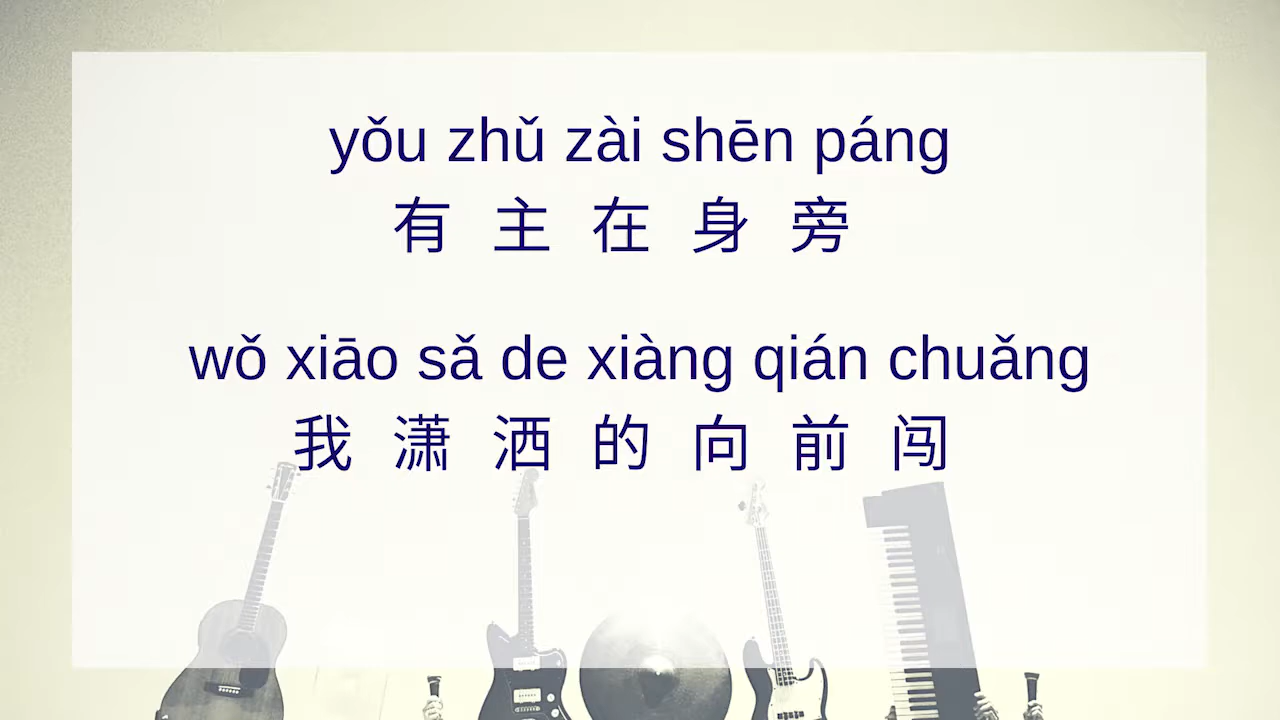 yǒu zhǔ zài shēn páng
有 主 在 身 旁
wǒ xiāo sǎ de xiàng qián chuǎng
我 潇 洒 的 向 前 闯